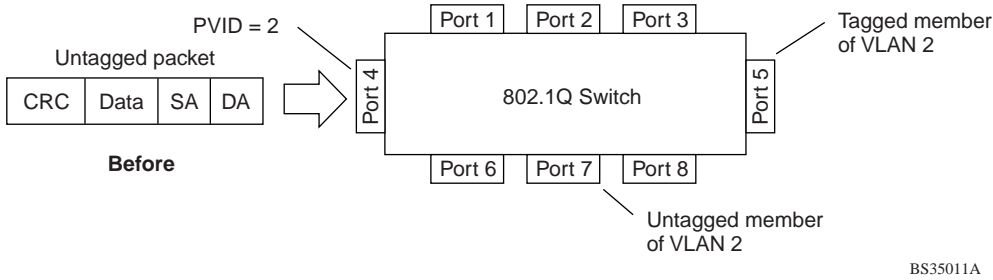 PVID = 2
Port 1
Port 2
Port 3
Tagged member
of VLAN 2
Untagged packet
CRC
Data
SA
DA
Port 4
802.1Q Switch
Port 5
Before
Port 6
Port 7
Port 8
Untagged member
of VLAN 2
BS35011A